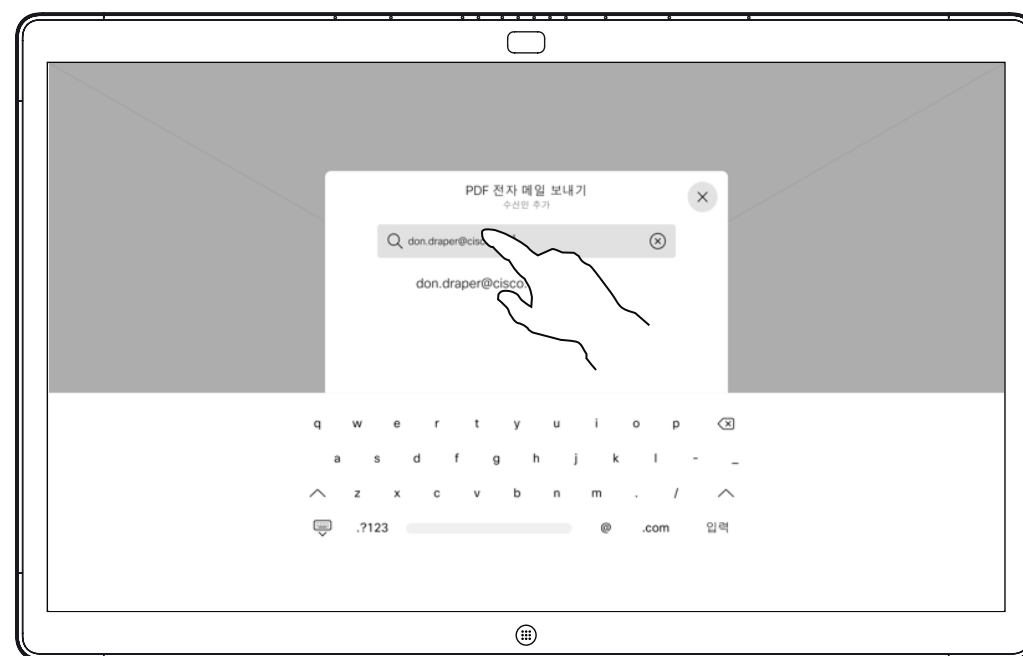 PDF 전자 메일 보내기
수신인 추가
don.draper@cisc
don.draper@cisco.
q w e r t y u i o p
a s d f g h j k l - _
z x c v b n m . /
.?123 @ .com 입력